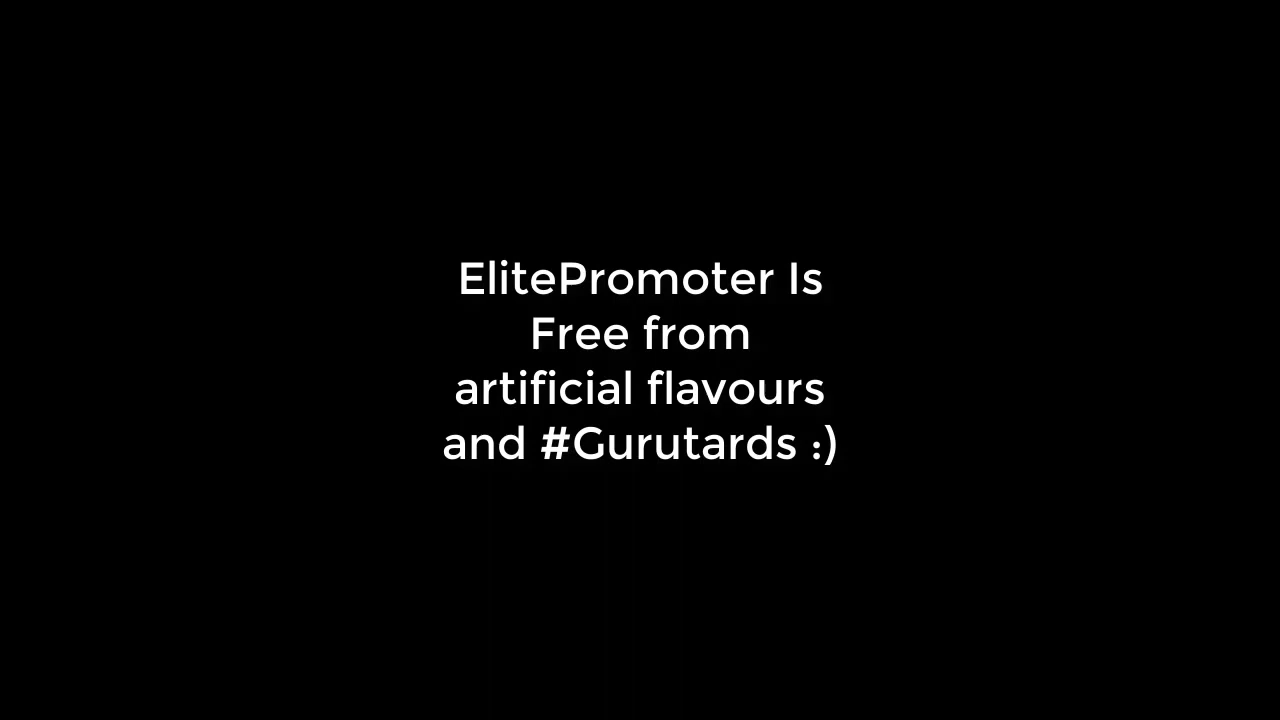 ElitePromoter Is
Free from
artificial flavours
and #Gurutards :)